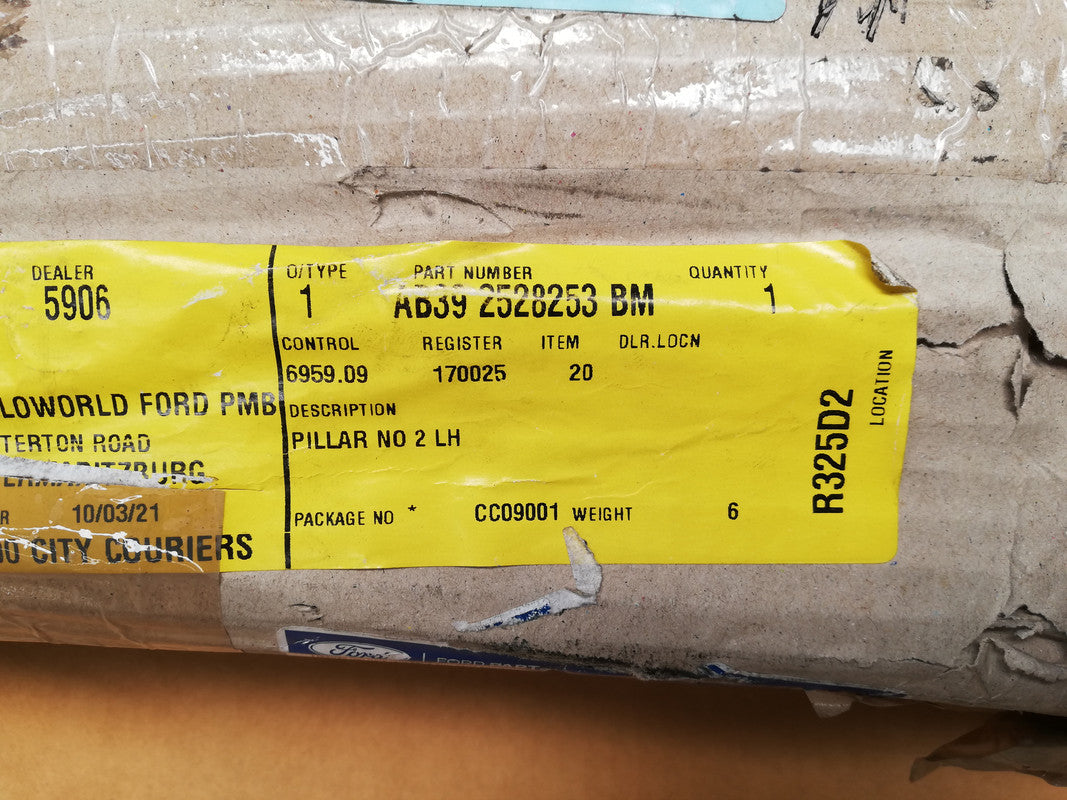 DEALER
5906
LOWORLD FORD PMB
TERTON ROAD
10/03/21
CITY COURIERS
O/TYPE PART NUMBER QUANTITY
1 AB39 2528253 BM 1
CONTROL REGISTER ITEM DLR.LOCN
6959.09 170025 20
DESCRIPTION
PILLAR NO 2 LH
PACKAGE NO * CC09001 WEIGHT 6
R325D2
LOCATION
Ford